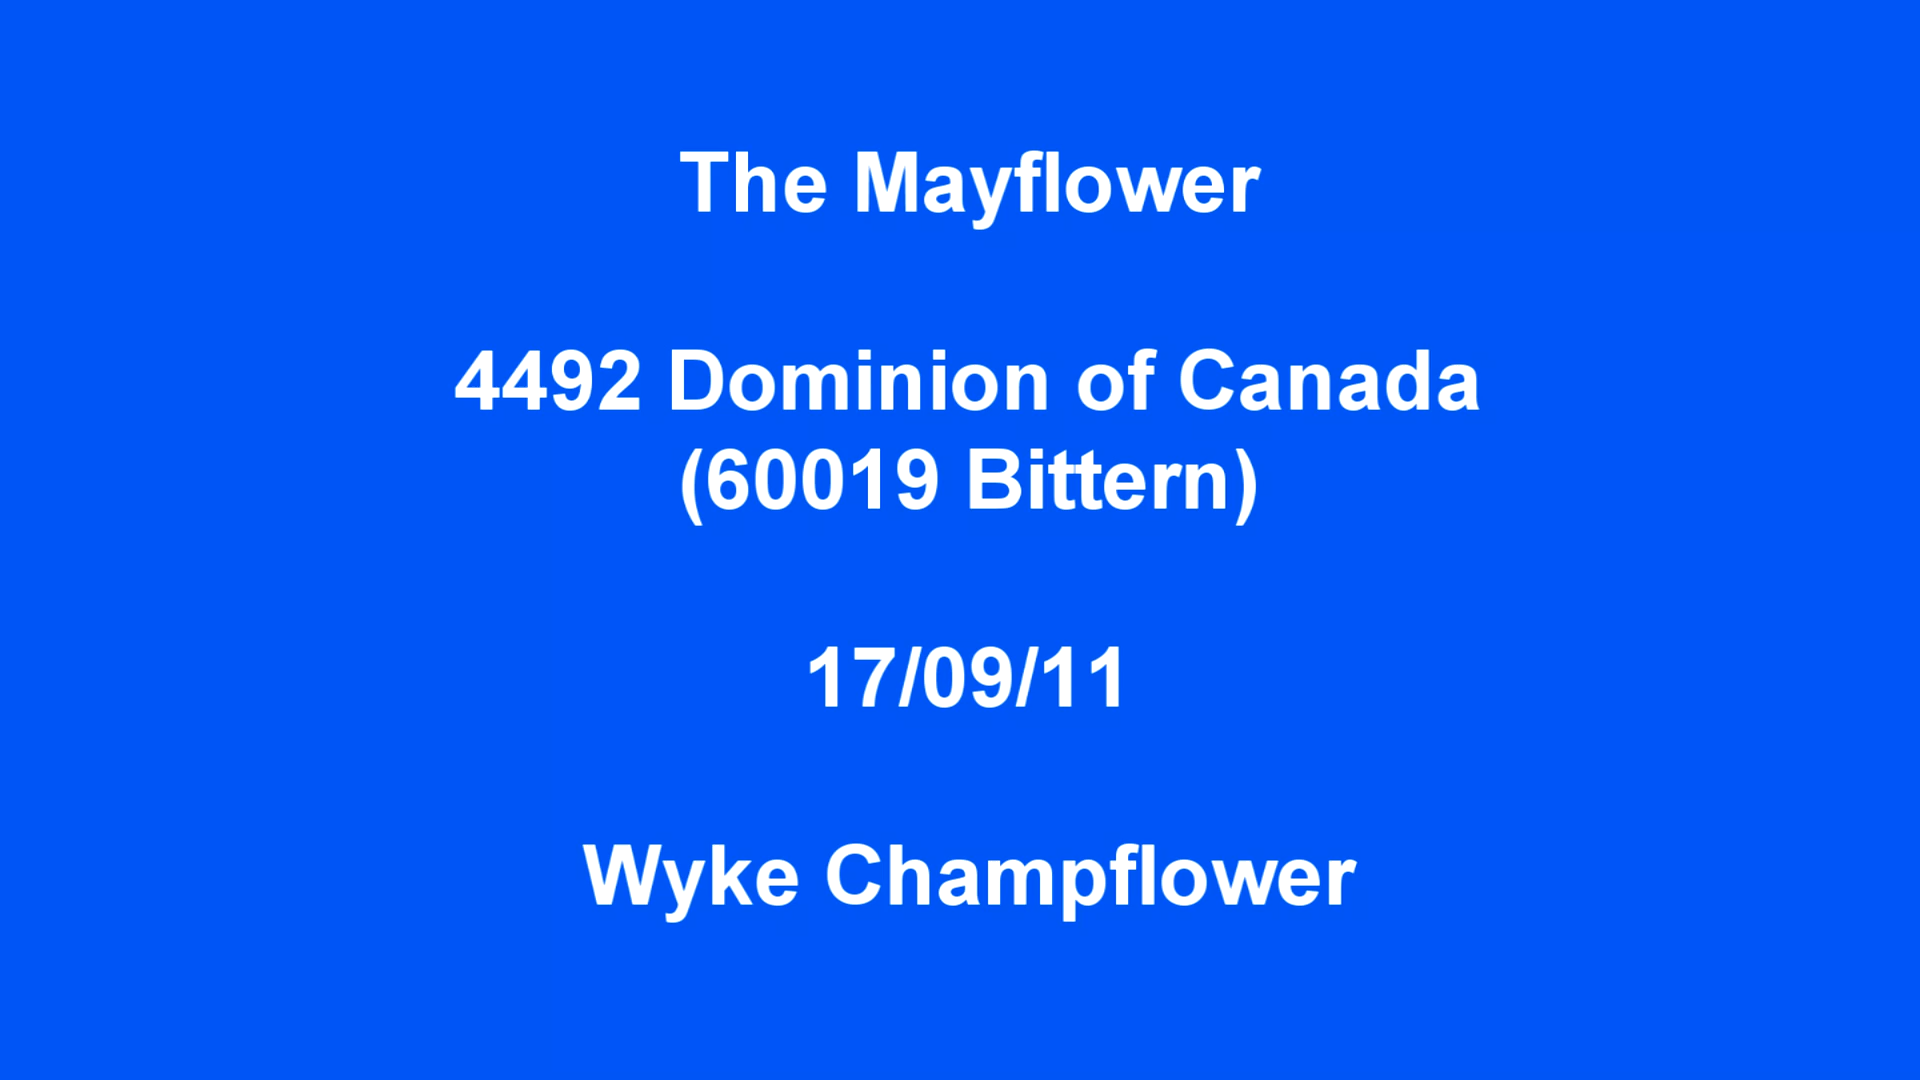 The Mayflower
4492 Dominion of Canada
(60019 Bittern)
17/09/11
Wyke Champflower